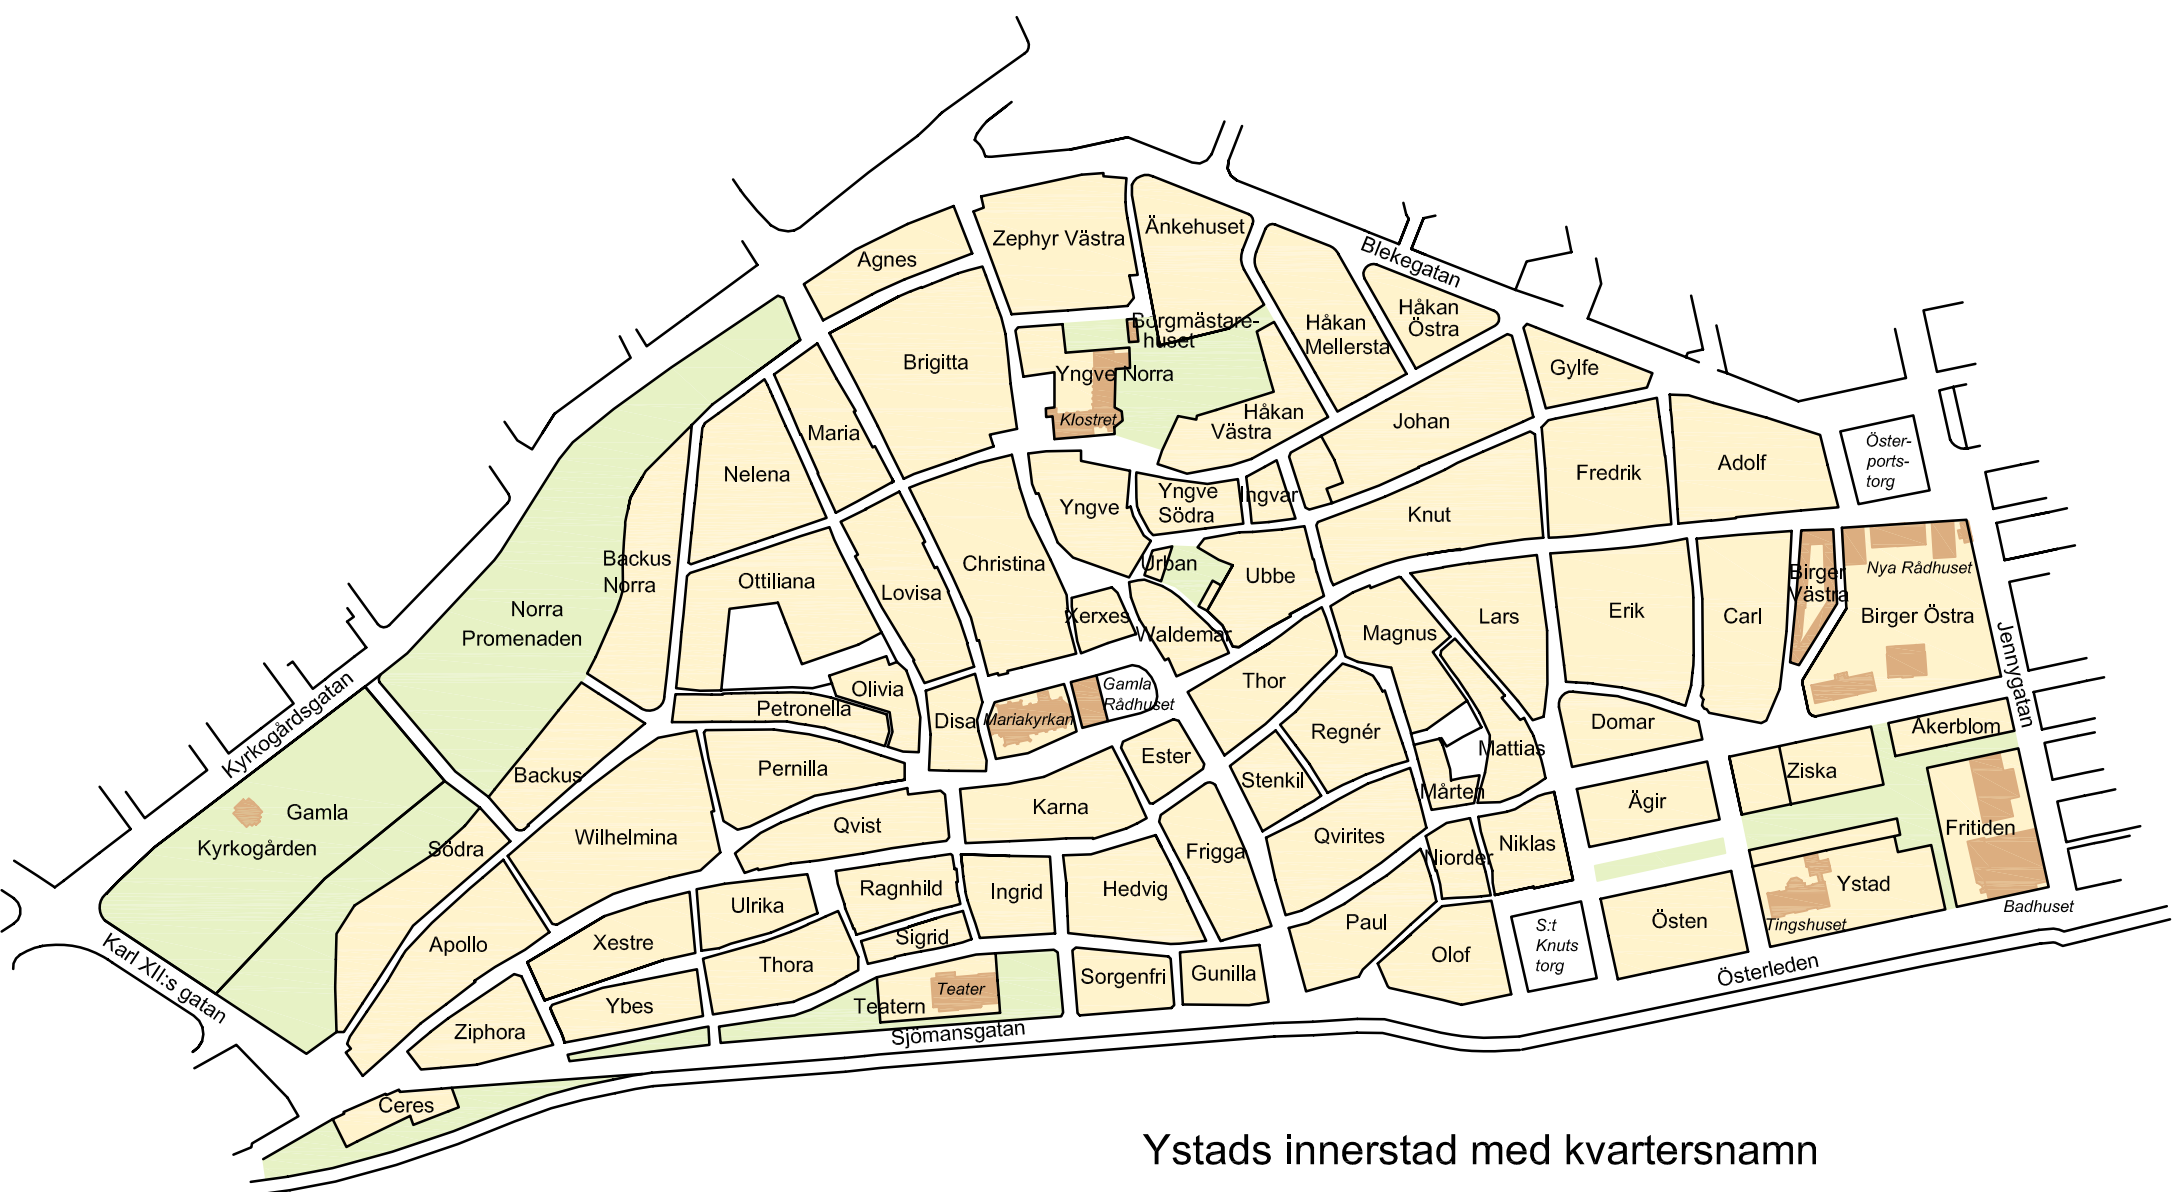 Zephyr Västra
Änkehuset
Agnes
Blekegatan
Håkan
Östra
Håkan
Mellersta
Borgmästare-
huset
Brigitta
Yngve Norra
Gylfe
Klostret
Håkan
Västra
Johan
Maria
Nelena
Fredrik
Adolf
Öster-
ports-
torg
Yngve
Yngve
Södra
Ingvar
Knut
Backus
Norra
Ottiliana
Lovisa
Christina
Urban
Ubbe
Birger
Västra
Nya Rådhuset
Birger Östra
Norra
Promenaden
Xerxes
Waldemar
Magnus
Lars
Erik
Carl
Jennygatan
Kyrkogårdsgatan
Olivia
Petronella
Disa
Mariakyrkan
Gamla
Rådhuset
Thor
Regnér
Mattias
Domar
Åkerblom
Backus
Pernilla
Ester
Stenkil
Mårten
Ägir
Ziska
Gamla
Kyrkogården
Södra
Wilhelmina
Qvist
Karna
Frigga
Qvirites
Niorder
Niklas
Fritiden
Ystad
Tingshuset
Badhuset
Ulrika
Ragnhild
Ingrid
Hedvig
Paul
Olof
S:t
Knuts
torg
Östen
Österleden
Karl XII:s gatan
Apollo
Xestre
Thora
Sigrid
Sorgenfri
Gunilla
Ziphora
Ybes
Teatern
Teater
Sjömansgatan
Ceres
Ystads innerstad med kvartersnamn